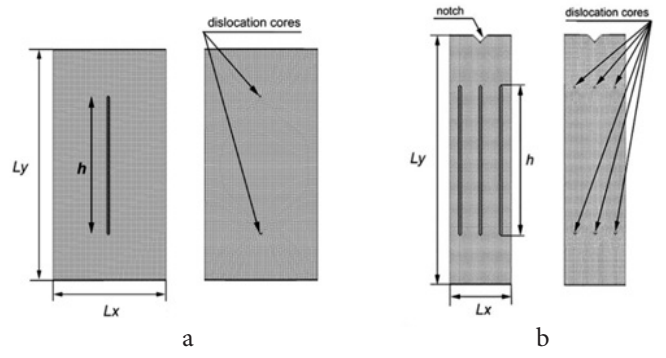 dislocation cores
Ly
h
Lx
a
notch
dislocation cores
Ly
h
Lx
b